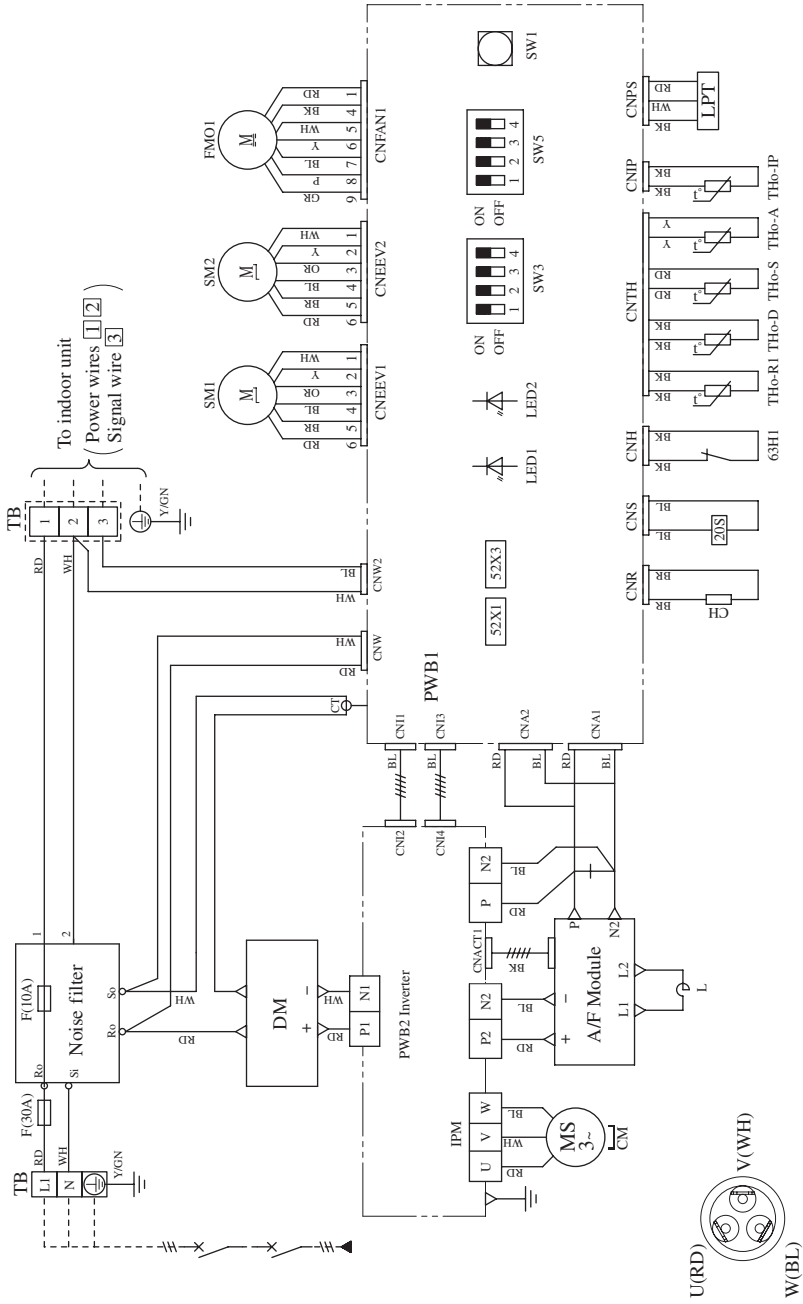 TB
L1
N
RD
WH
Y/GN
F(30A)
Ro
Si
F(10A)
Noise filter
Ro
So
1
2
RD
WH
TB
1
2
3
Y/GN
To indoor unit
Power wires 1 2
Signal wire 3
RD
WH
DM
+
−
RD
WH
P1
N1
PWB2 Inverter
CT
RD
WH
CNW
WH
BL
CNW2
SM1
M
RD
BR
BL
OR
Y
WH
6
5
4
3
2
1
CNEEV1
SM2
M
RD
BR
BL
OR
Y
WH
6
5
4
3
2
1
CNEEV2
FMO1
M
GR
P
BL
Y
WH
BK
RD
9
8
7
6
5
4
1
CNFAN1
PWB1
CNI2
BL
CNI1
CNI4
BL
CNI3
52X1
52X3
LED1
LED2
ON
OFF
1
2
3
4
SW3
ON
OFF
1
2
3
4
SW5
SW1
CNA2
RD
BL
CNA1
RD
BL
IPM
U
V
W
RD
WH
BL
MS
3~
CM
P2
N2
RD
BL
+
−
CNACT1
BK
P
N2
RD
BL
A/F Module
P
N2
L1
L2
L
CNR
BR
BR
CH
CNS
BL
BL
20S
CNH
BK
BK
63H1
CNTH
BK
BK
t°
THo-R1
BK
BK
t°
THo-D
RD
RD
t°
THo-S
Y
Y
t°
THo-A
CNIP
BK
BK
t°
THo-IP
CNPS
BK
WH
RD
LPT
U(RD)
V(WH)
W(BL)